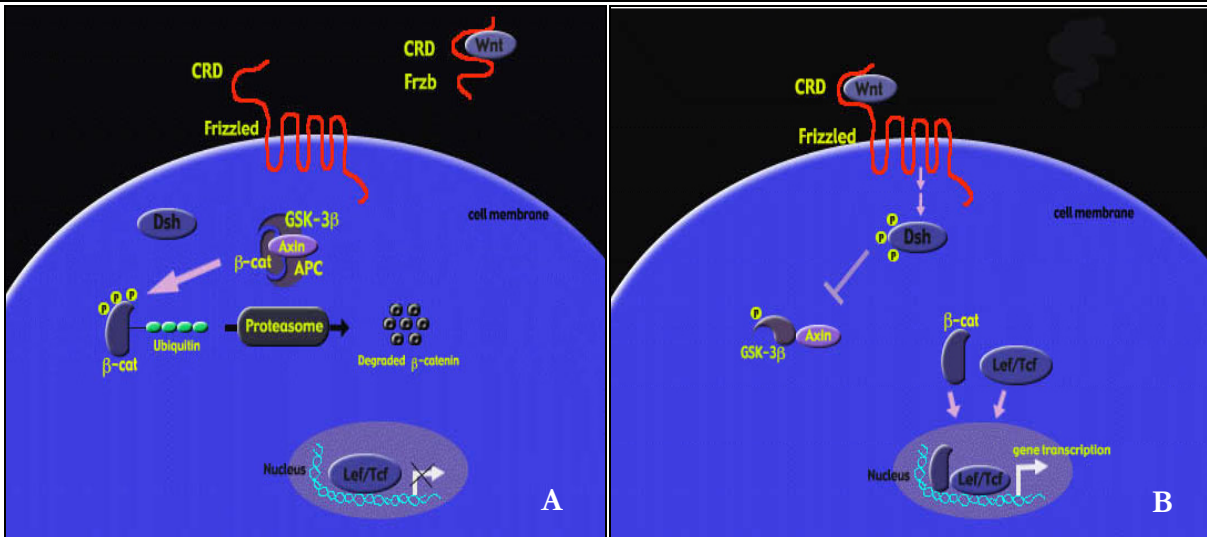 CRD
Wnt
CRD
Frzb
Frizzled
cell membrane
Dsh
GSK-3β
Axin
β-cat
APC
P P P
Ubiquitin
β-cat
Proteasome
Degraded β-catenin
Nucleus
Lef/Tcf
A
CRD
Wnt
Frizzled
cell membrane
P
P
P
Dsh
P
GSK-3β
Axin
β-cat
Lef/Tcf
gene transcription
Nucleus
Lef/Tcf
B